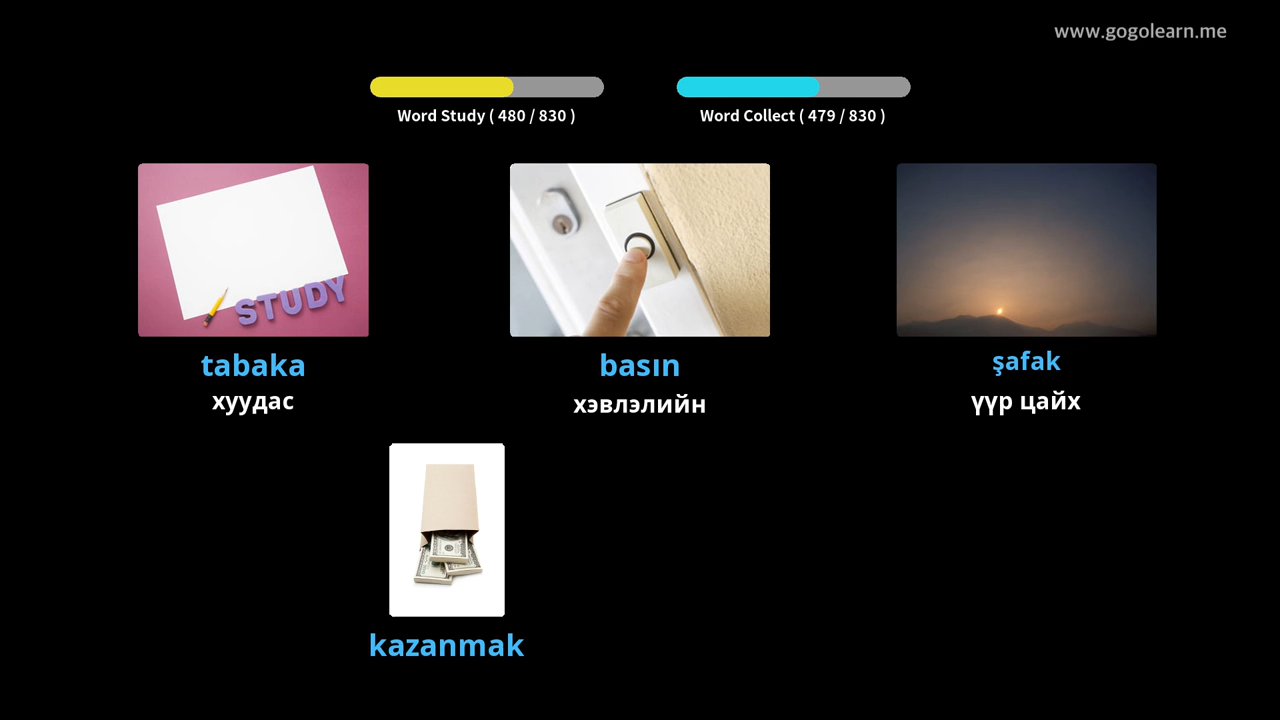 www.gogolearn.me
Word Study ( 480 / 830 )
Word Collect ( 479 / 830 )
STUDY
tabaka
хуудас
basın
хэвлэлийн
şafak
үүр цайх
kazanmak